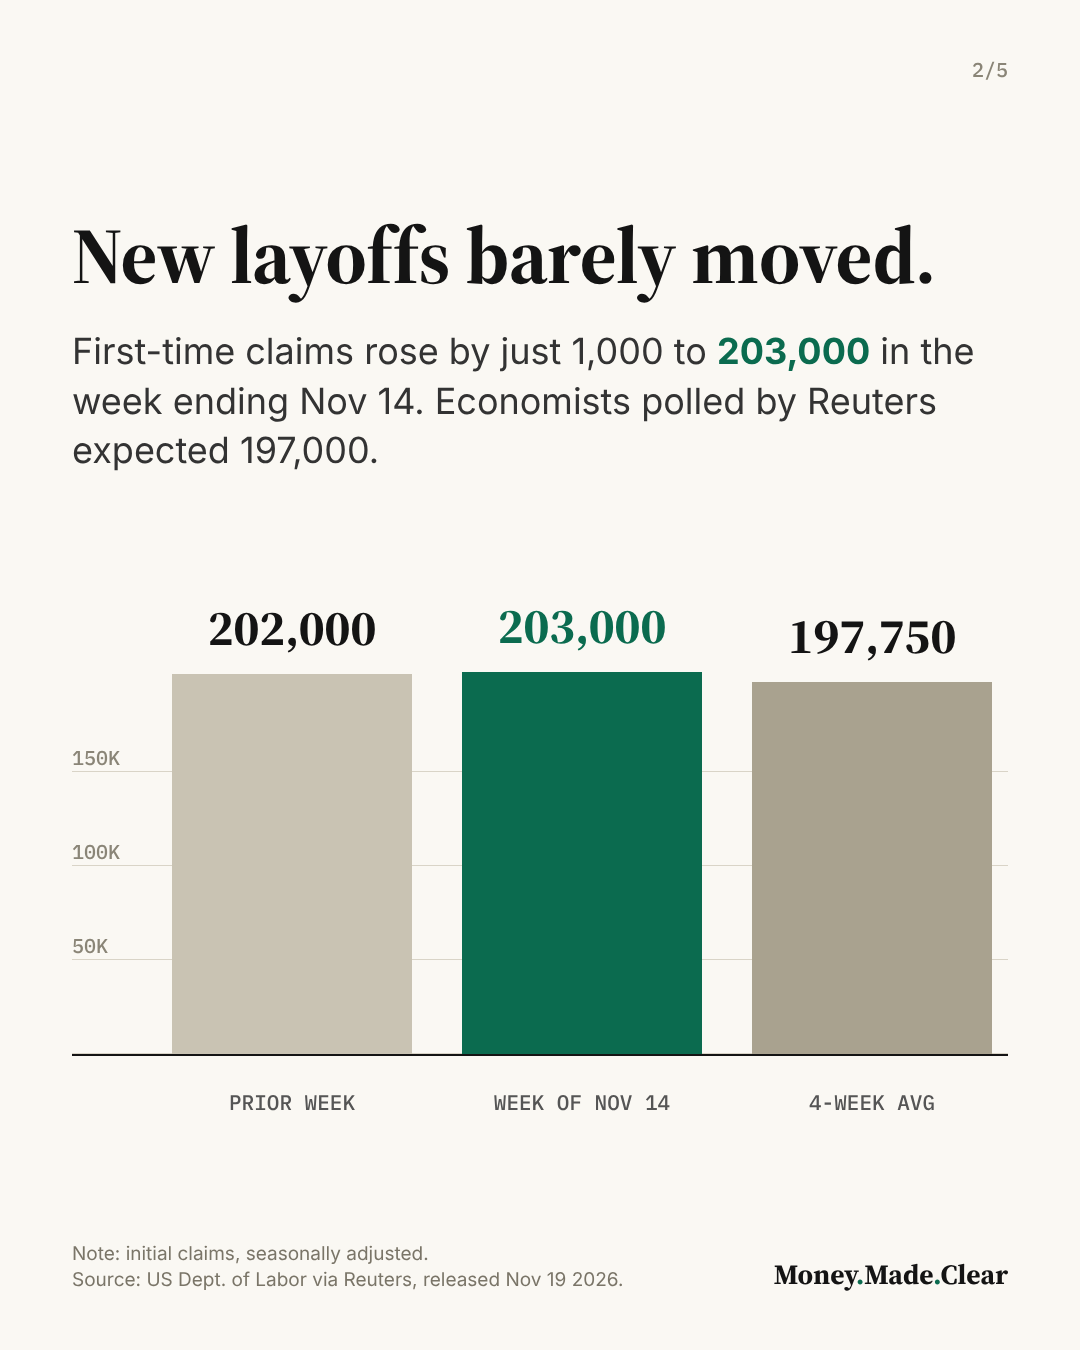 2/5
New layoffs barely moved.
First-time claims rose by just 1,000 to 203,000 in the
week ending Nov 14. Economists polled by Reuters
expected 197,000.
202,000
203,000
197,750
150K
100K
50K
PRIOR WEEK
WEEK OF NOV 14
4-WEEK AVG
Note: initial claims, seasonally adjusted.
Source: US Dept. of Labor via Reuters, released Nov 19 2026.
Money.Made.Clear